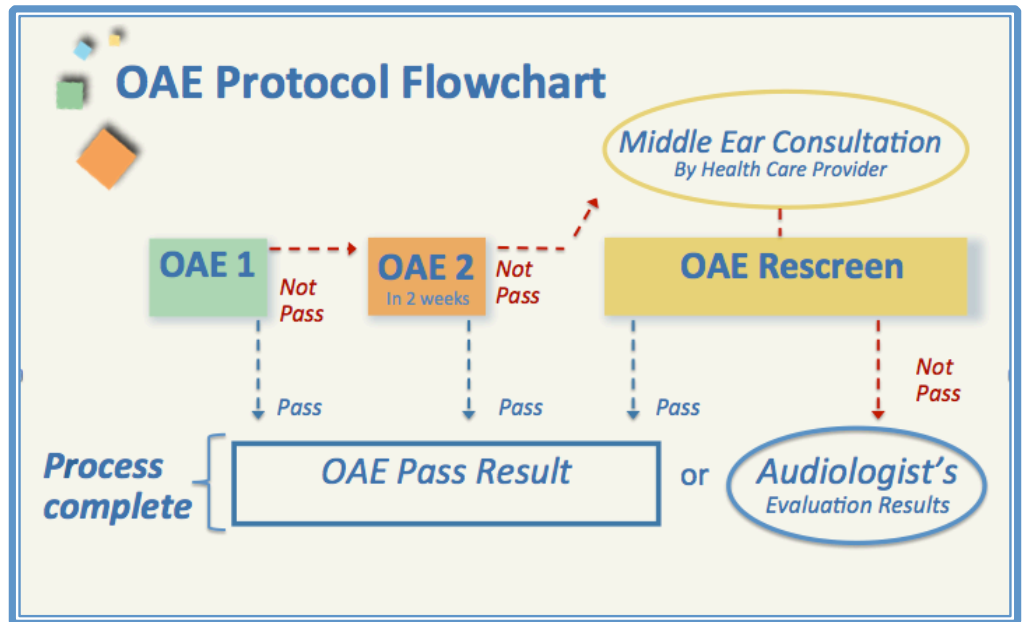 OAE Protocol Flowchart
Middle Ear Consultation
By Health Care Provider
OAE 1
Not
Pass
OAE 2
In 2 weeks
Not
Pass
OAE Rescreen
Pass
Pass
Pass
Not
Pass
Process
complete
OAE Pass Result
or
Audiologist's
Evaluation Results